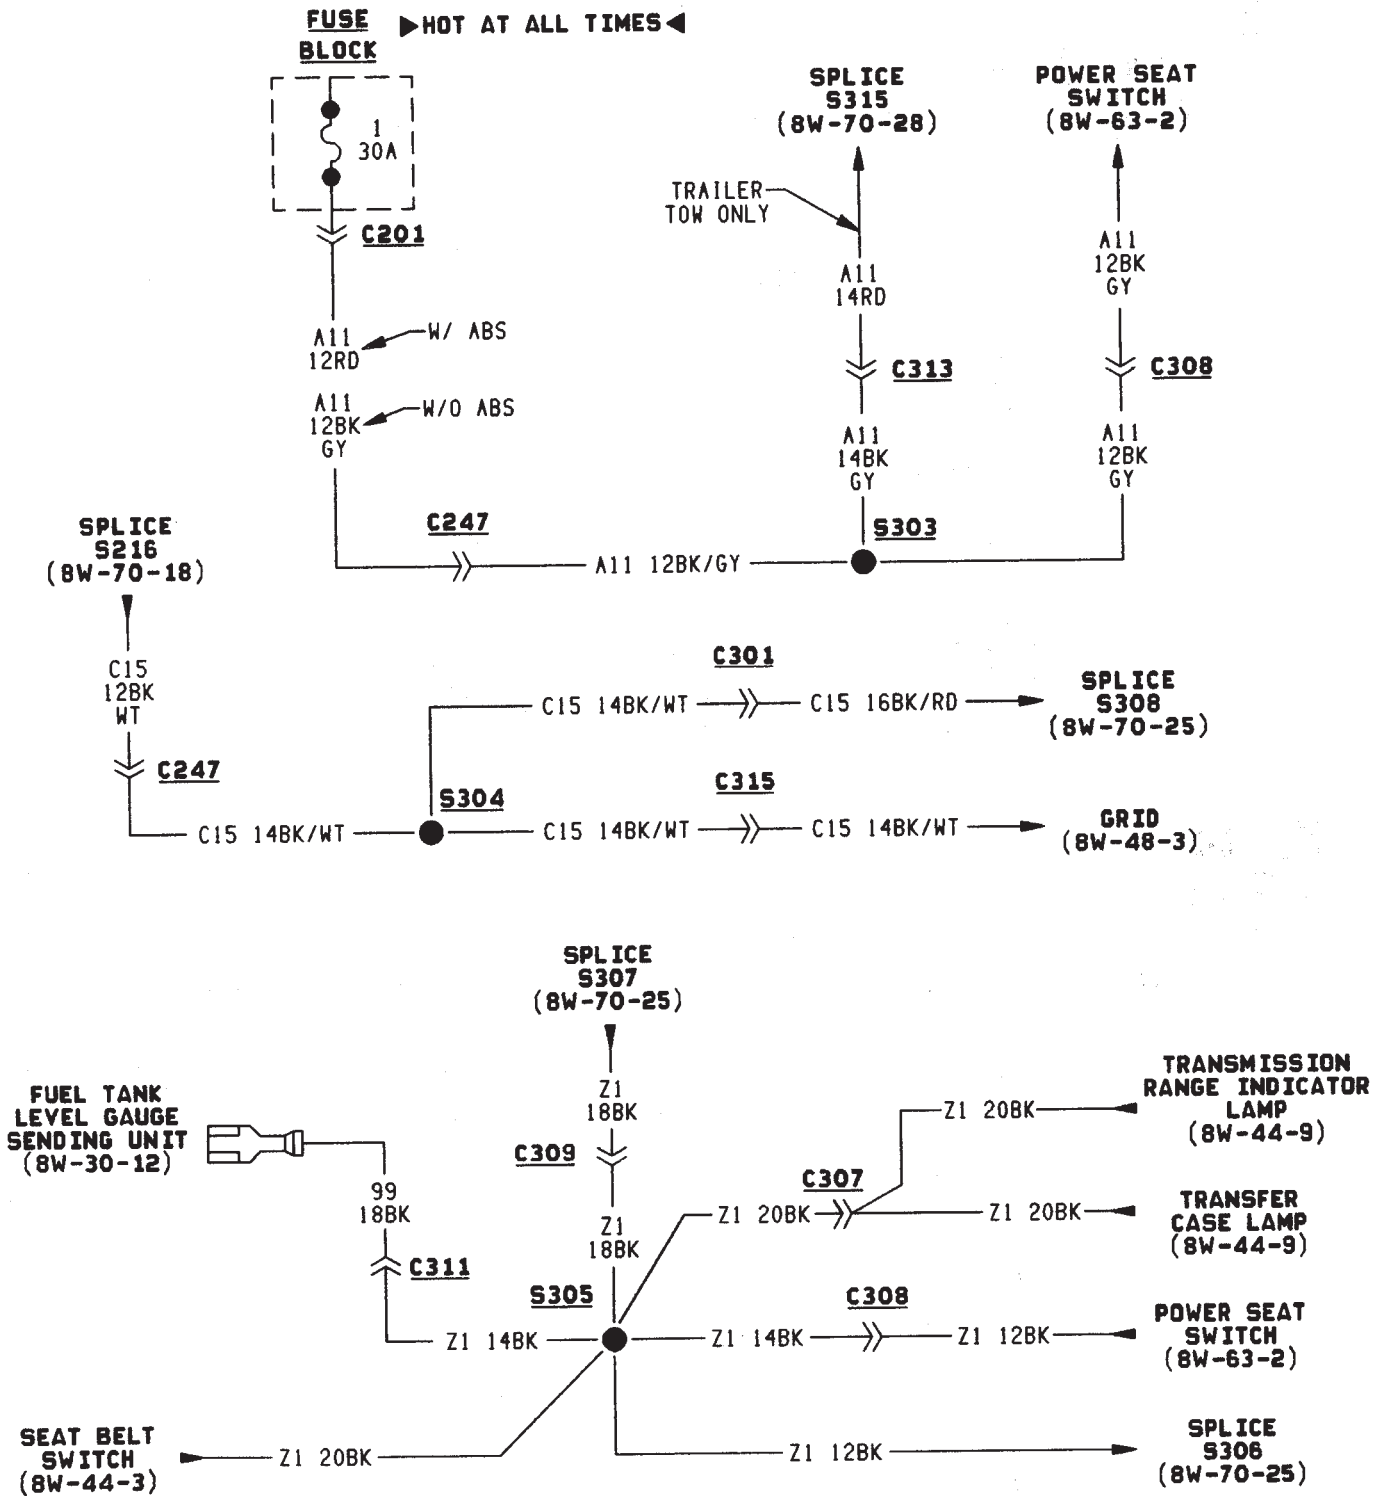 FUSE
BLOCK
▶HOT AT ALL TIMES◀
1
30A
C201
A11
12RD
W/ ABS
A11
12BK
GY
W/O ABS
SPLICE
S315
(8W-70-28)
TRAILER
TOW ONLY
A11
14RD
C313
A11
14BK
GY
POWER SEAT
SWITCH
(8W-63-2)
A11
12BK
GY
C308
A11
12BK
GY
C247
A11 12BK/GY
S303
SPLICE
S216
(8W-70-18)
C15
12BK
WT
C247
C15 14BK/WT
S304
C301
C15 14BK/WT
C15 16BK/RD
SPLICE
S308
(8W-70-25)
C315
C15 14BK/WT
C15 14BK/WT
GRID
(8W-48-3)
SPLICE
S307
(8W-70-25)
Z1
18BK
C309
Z1
18BK
FUEL TANK
LEVEL GAUGE
SENDING UNIT
(8W-30-12)
99
18BK
C311
Z1 14BK
S305
Z1 20BK
C307
Z1 20BK
TRANSMISSION
RANGE INDICATOR
LAMP
(8W-44-9)
Z1 20BK
TRANSFER
CASE LAMP
(8W-44-9)
Z1 14BK
C308
Z1 12BK
POWER SEAT
SWITCH
(8W-63-2)
SEAT BELT
SWITCH
(8W-44-3)
Z1 20BK
Z1 12BK
SPLICE
S306
(8W-70-25)